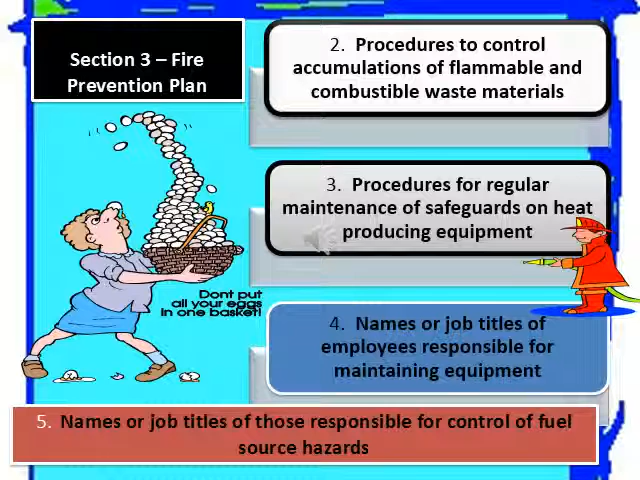 Section 3 – Fire
Prevention Plan
2. Procedures to control
accumulations of flammable and
combustible waste materials
3. Procedures for regular
maintenance of safeguards on heat
producing equipment
Dont put
all your eggs
in one basket!
4. Names or job titles of
employees responsible for
maintaining equipment
5. Names or job titles of those responsible for control of fuel
source hazards